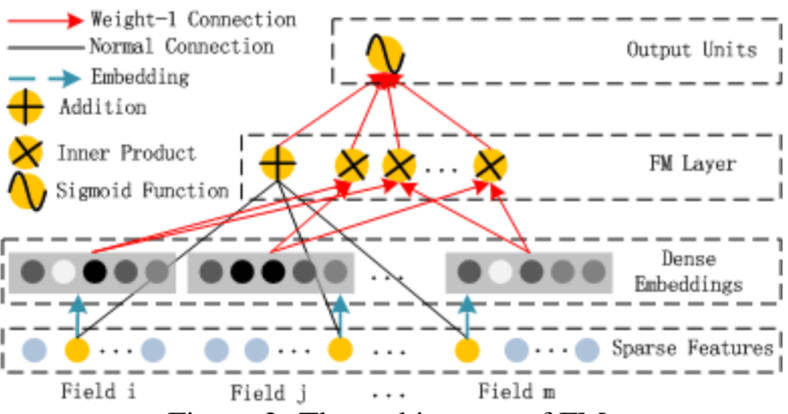 Weight-1 Connection
Normal Connection
Embedding
Addition
Inner Product
Sigmoid Function
Output Units
...
FM Layer
...
Dense
Embeddings
... ... ... ...
Sparse Features
Field i Field j ... Field m